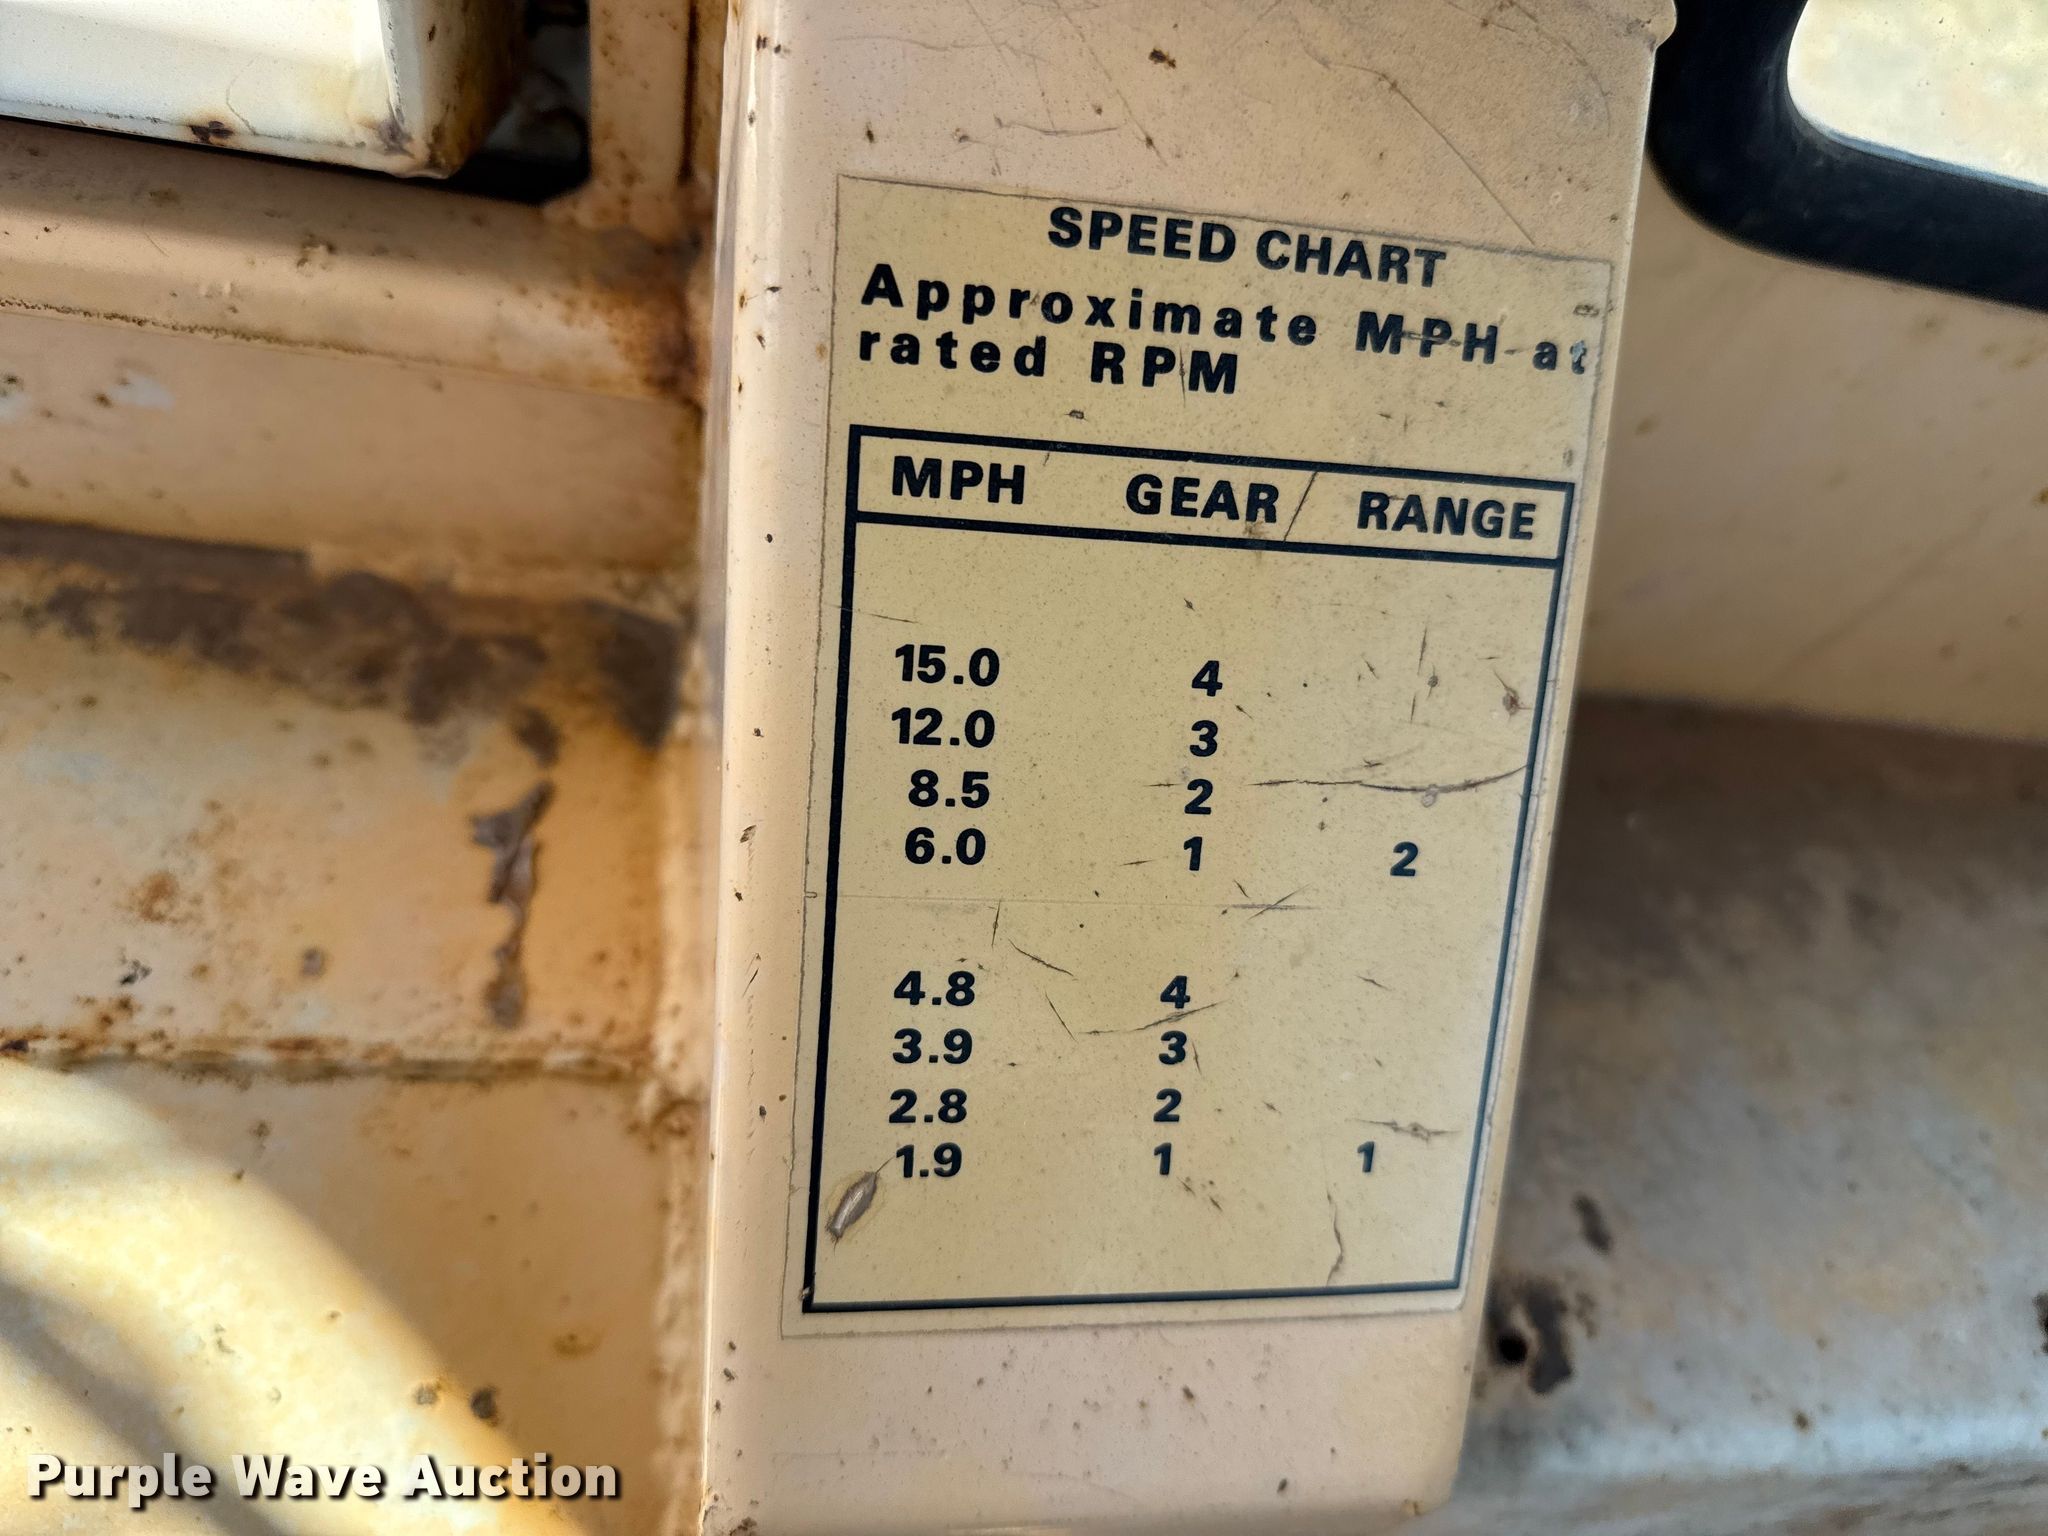 SPEED CHART
Approximate MPH at
rated RPM
MPH GEAR RANGE
15.0 4
12.0 3
8.5 2
6.0 1 2
4.8 4
3.9 3
2.8 2
1.9 1 1
Purple Wave Auction